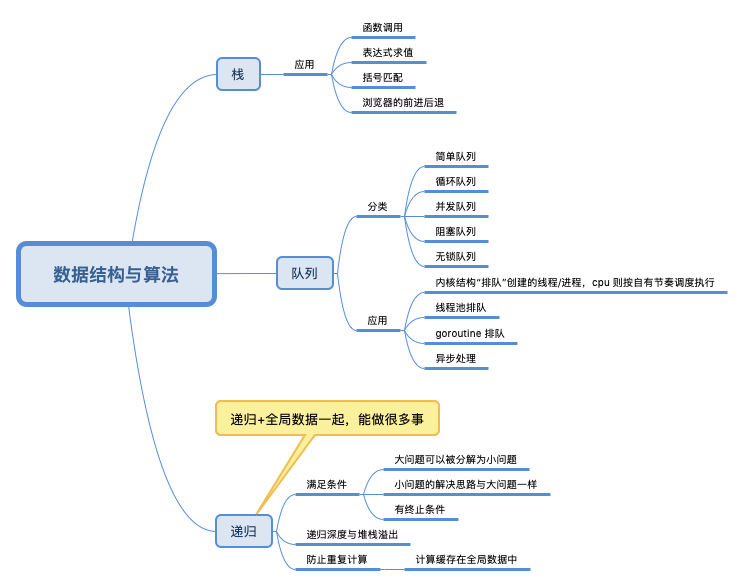 数据结构与算法
栈
应用
函数调用
表达式求值
括号匹配
浏览器的前进后退
队列
分类
简单队列
循环队列
并发队列
阻塞队列
无锁队列
应用
内核结构“排队”创建的线程/进程，cpu 则按自有节奏调度执行
线程池排队
goroutine 排队
异步处理
递归+全局数据一起，能做很多事
递归
满足条件
大问题可以被分解为小问题
小问题的解决思路与大问题一样
有终止条件
递归深度与堆栈溢出
防止重复计算
计算缓存在全局数据中